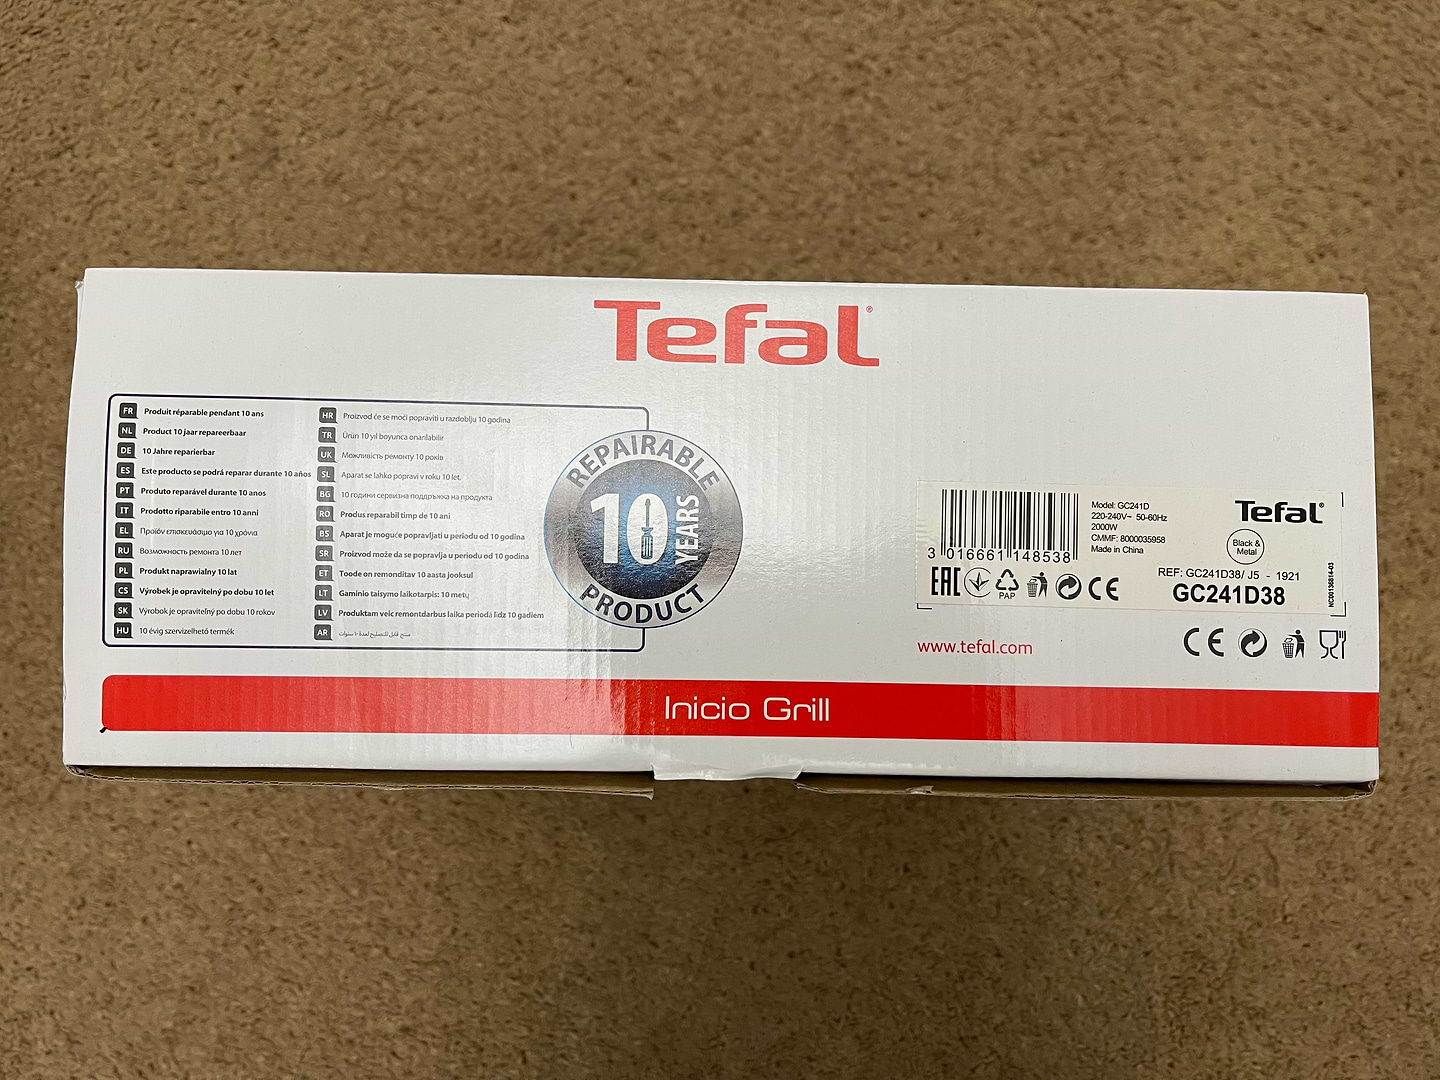 Tefal®
FR Produit réparable pendant 10 ans
NL Product 10 jaar repareerbaar
DE 10 Jahre reparierbar
ES Este producto se podrá reparar durante 10 años
PT Produto reparável durante 10 anos
IT Prodotto riparabile entro 10 anni
EL Προϊόν επισκευάσιμο για 10 χρόνια
RU Возможность ремонта 10 лет
PL Produkt naprawialny 10 lat
CS Výrobek je opravitelný po dobu 10 let
SK Výrobok je opraviteľný po dobu 10 rokov
HU 10 évig szervizelhető termék
HR Proizvod će se moći popraviti u razdoblju 10 godina
TR Ürün 10 yıl boyunca onarılabilir
UK Можливість ремонту 10 років
SL Aparat se lahko popravi v roku 10 let.
BG 10 години сервизна поддръжка на продукта
RO Produs reparabil timp de 10 ani
BS Aparat je moguće popravljati u periodu od 10 godina
SR Proizvod može da se popravlja u periodu od 10 godina
ET Toode on remonditav 10 aasta jooksul
LT Gaminio taisymo laikotarpis: 10 metų
LV Produktam veic remontdarbus laika periodā līdz 10 gadiem
AR منتج قابل للتصليح لمدة ١٠ سنوات
REPAIRABLE
10 YEARS
PRODUCT
3 016661 148538
Model: GC241D
220-240V~ 50-60Hz
2000W
CMMF: 8000035958
Made in China
Tefal®
Black &
Metal
REF: GC241D38/ J5 - 1921
GC241D38
NC00136814-03
EAC
PAP
CE
www.tefal.com
CE
Inicio Grill